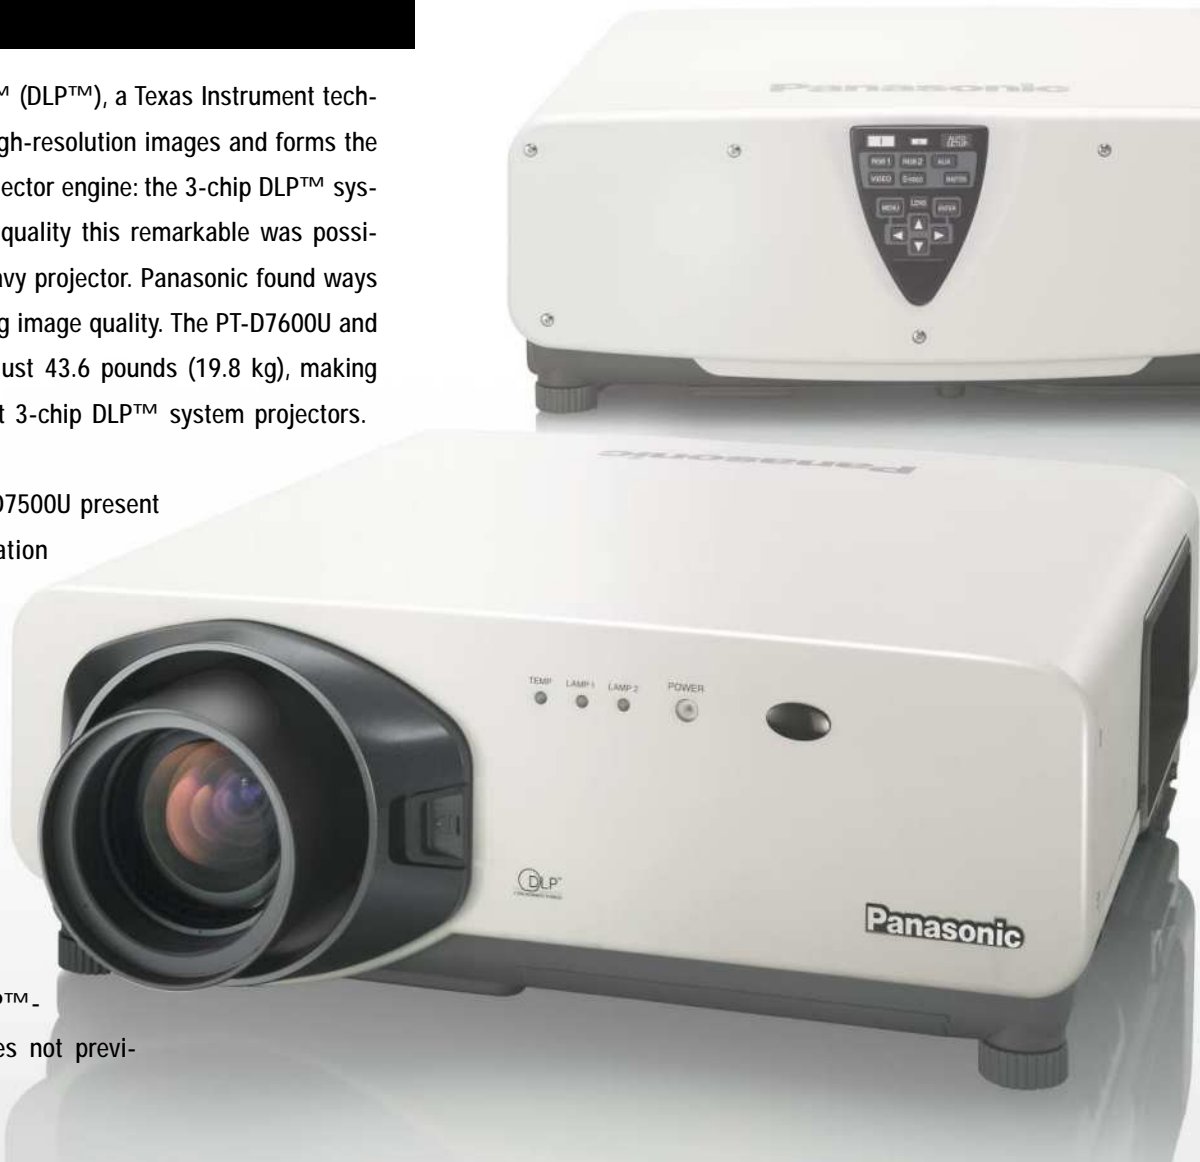 ™ (DLP™), a Texas Instrument tech-
gh-resolution images and forms the
ector engine: the 3-chip DLP™ sys-
quality this remarkable was possi-
avy projector. Panasonic found ways
g image quality. The PT-D7600U and
ust 43.6 pounds (19.8 kg), making
t 3-chip DLP™ system projectors.
D7500U present
ation
P™-
es not previ-
Panasonic
AUTO
SETUP
RGB 1 RGB 2 AUX
VIDEO S-VIDEO SHUTTER
MENU LENS ENTER
Panasonic
TEMP LAMP 1 LAMP 2 POWER
DLP™
Panasonic